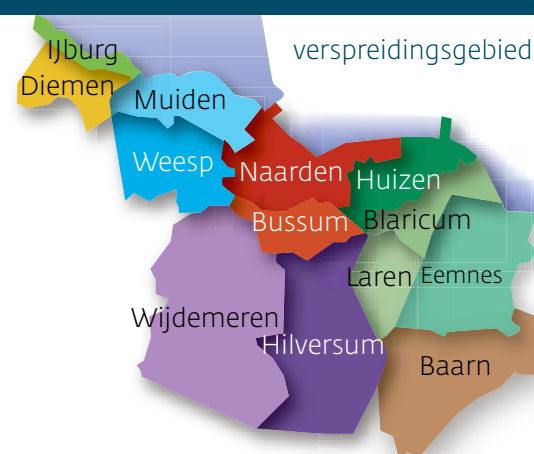 IJburg
verspreidingsgebied
Diemen
Muiden
Weesp
Naarden
Huizen
Bussum
Blaricum
Laren
Eemnes
Wijdemeren
Hilversum
Baarn